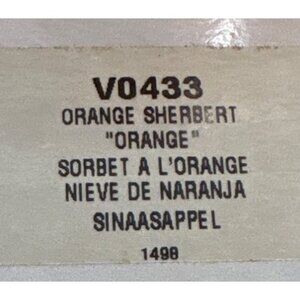 V0433
ORANGE SHERBERT
"ORANGE"
SORBET A L'ORANGE
NIEVE DE NARANJA
SINAASAPPEL
1498